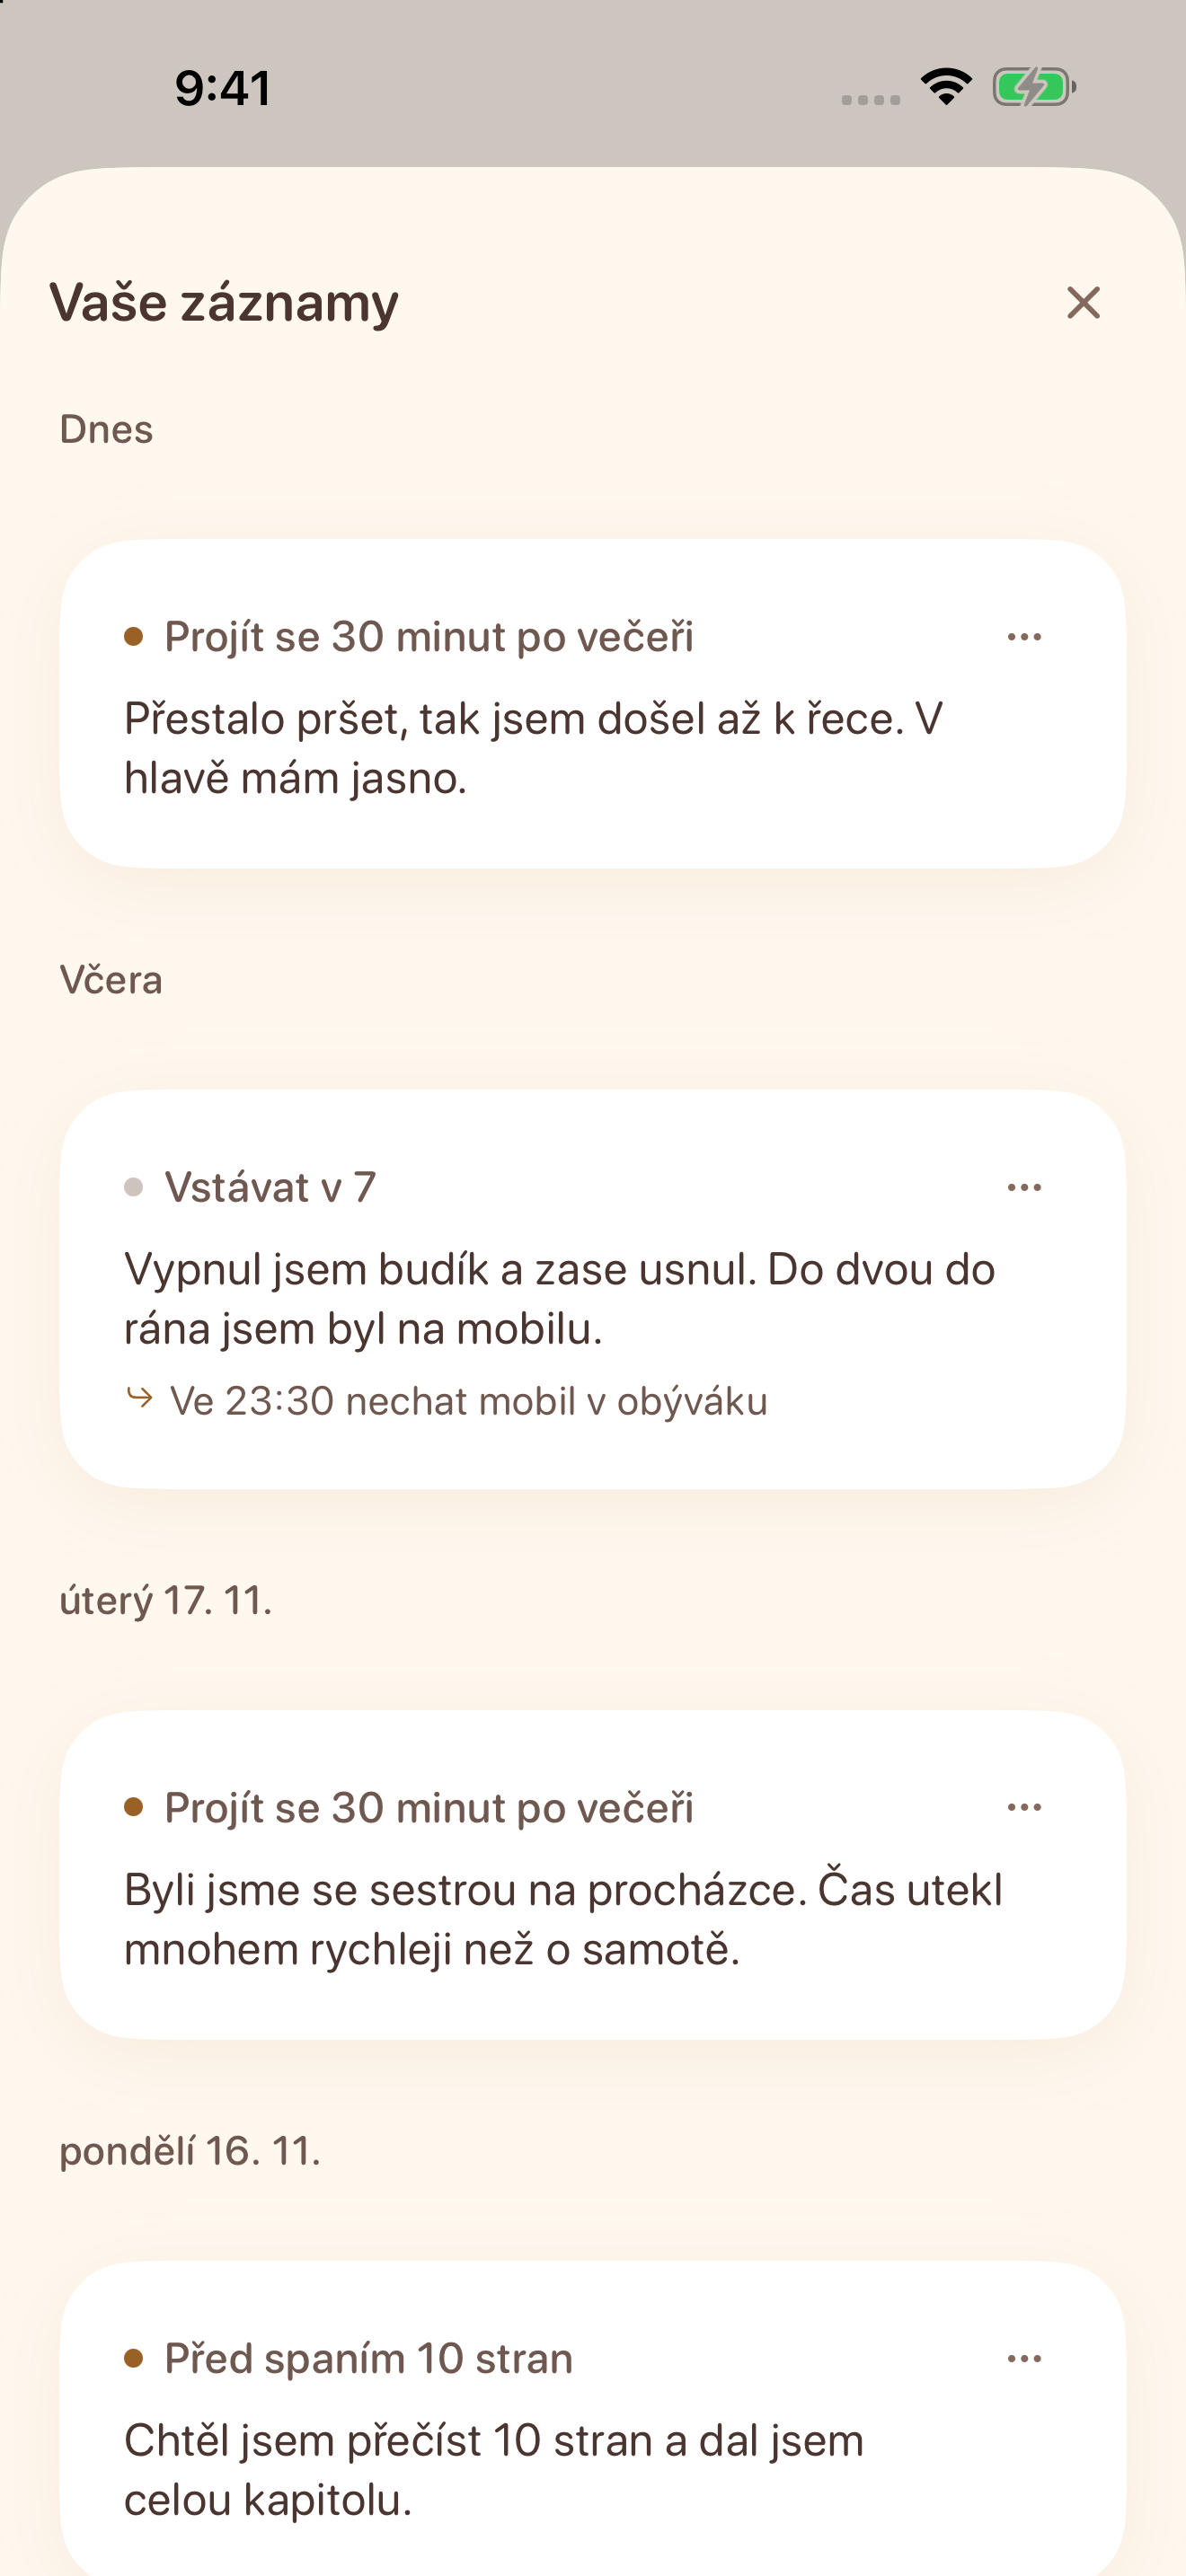 9:41
Vaše záznamy
Dnes
Projít se 30 minut po večeři
Přestalo pršet, tak jsem došel až k řece. V
hlavě mám jasno.
Včera
Vstávat v 7
Vypnul jsem budík a zase usnul. Do dvou do
rána jsem byl na mobilu.
Ve 23:30 nechat mobil v obýváku
úterý 17. 11.
Projít se 30 minut po večeři
Byli jsme se sestrou na procházce. Čas utekl
mnohem rychleji než o samotě.
pondělí 16. 11.
Před spaním 10 stran
Chtěl jsem přečíst 10 stran a dal jsem
celou kapitolu.